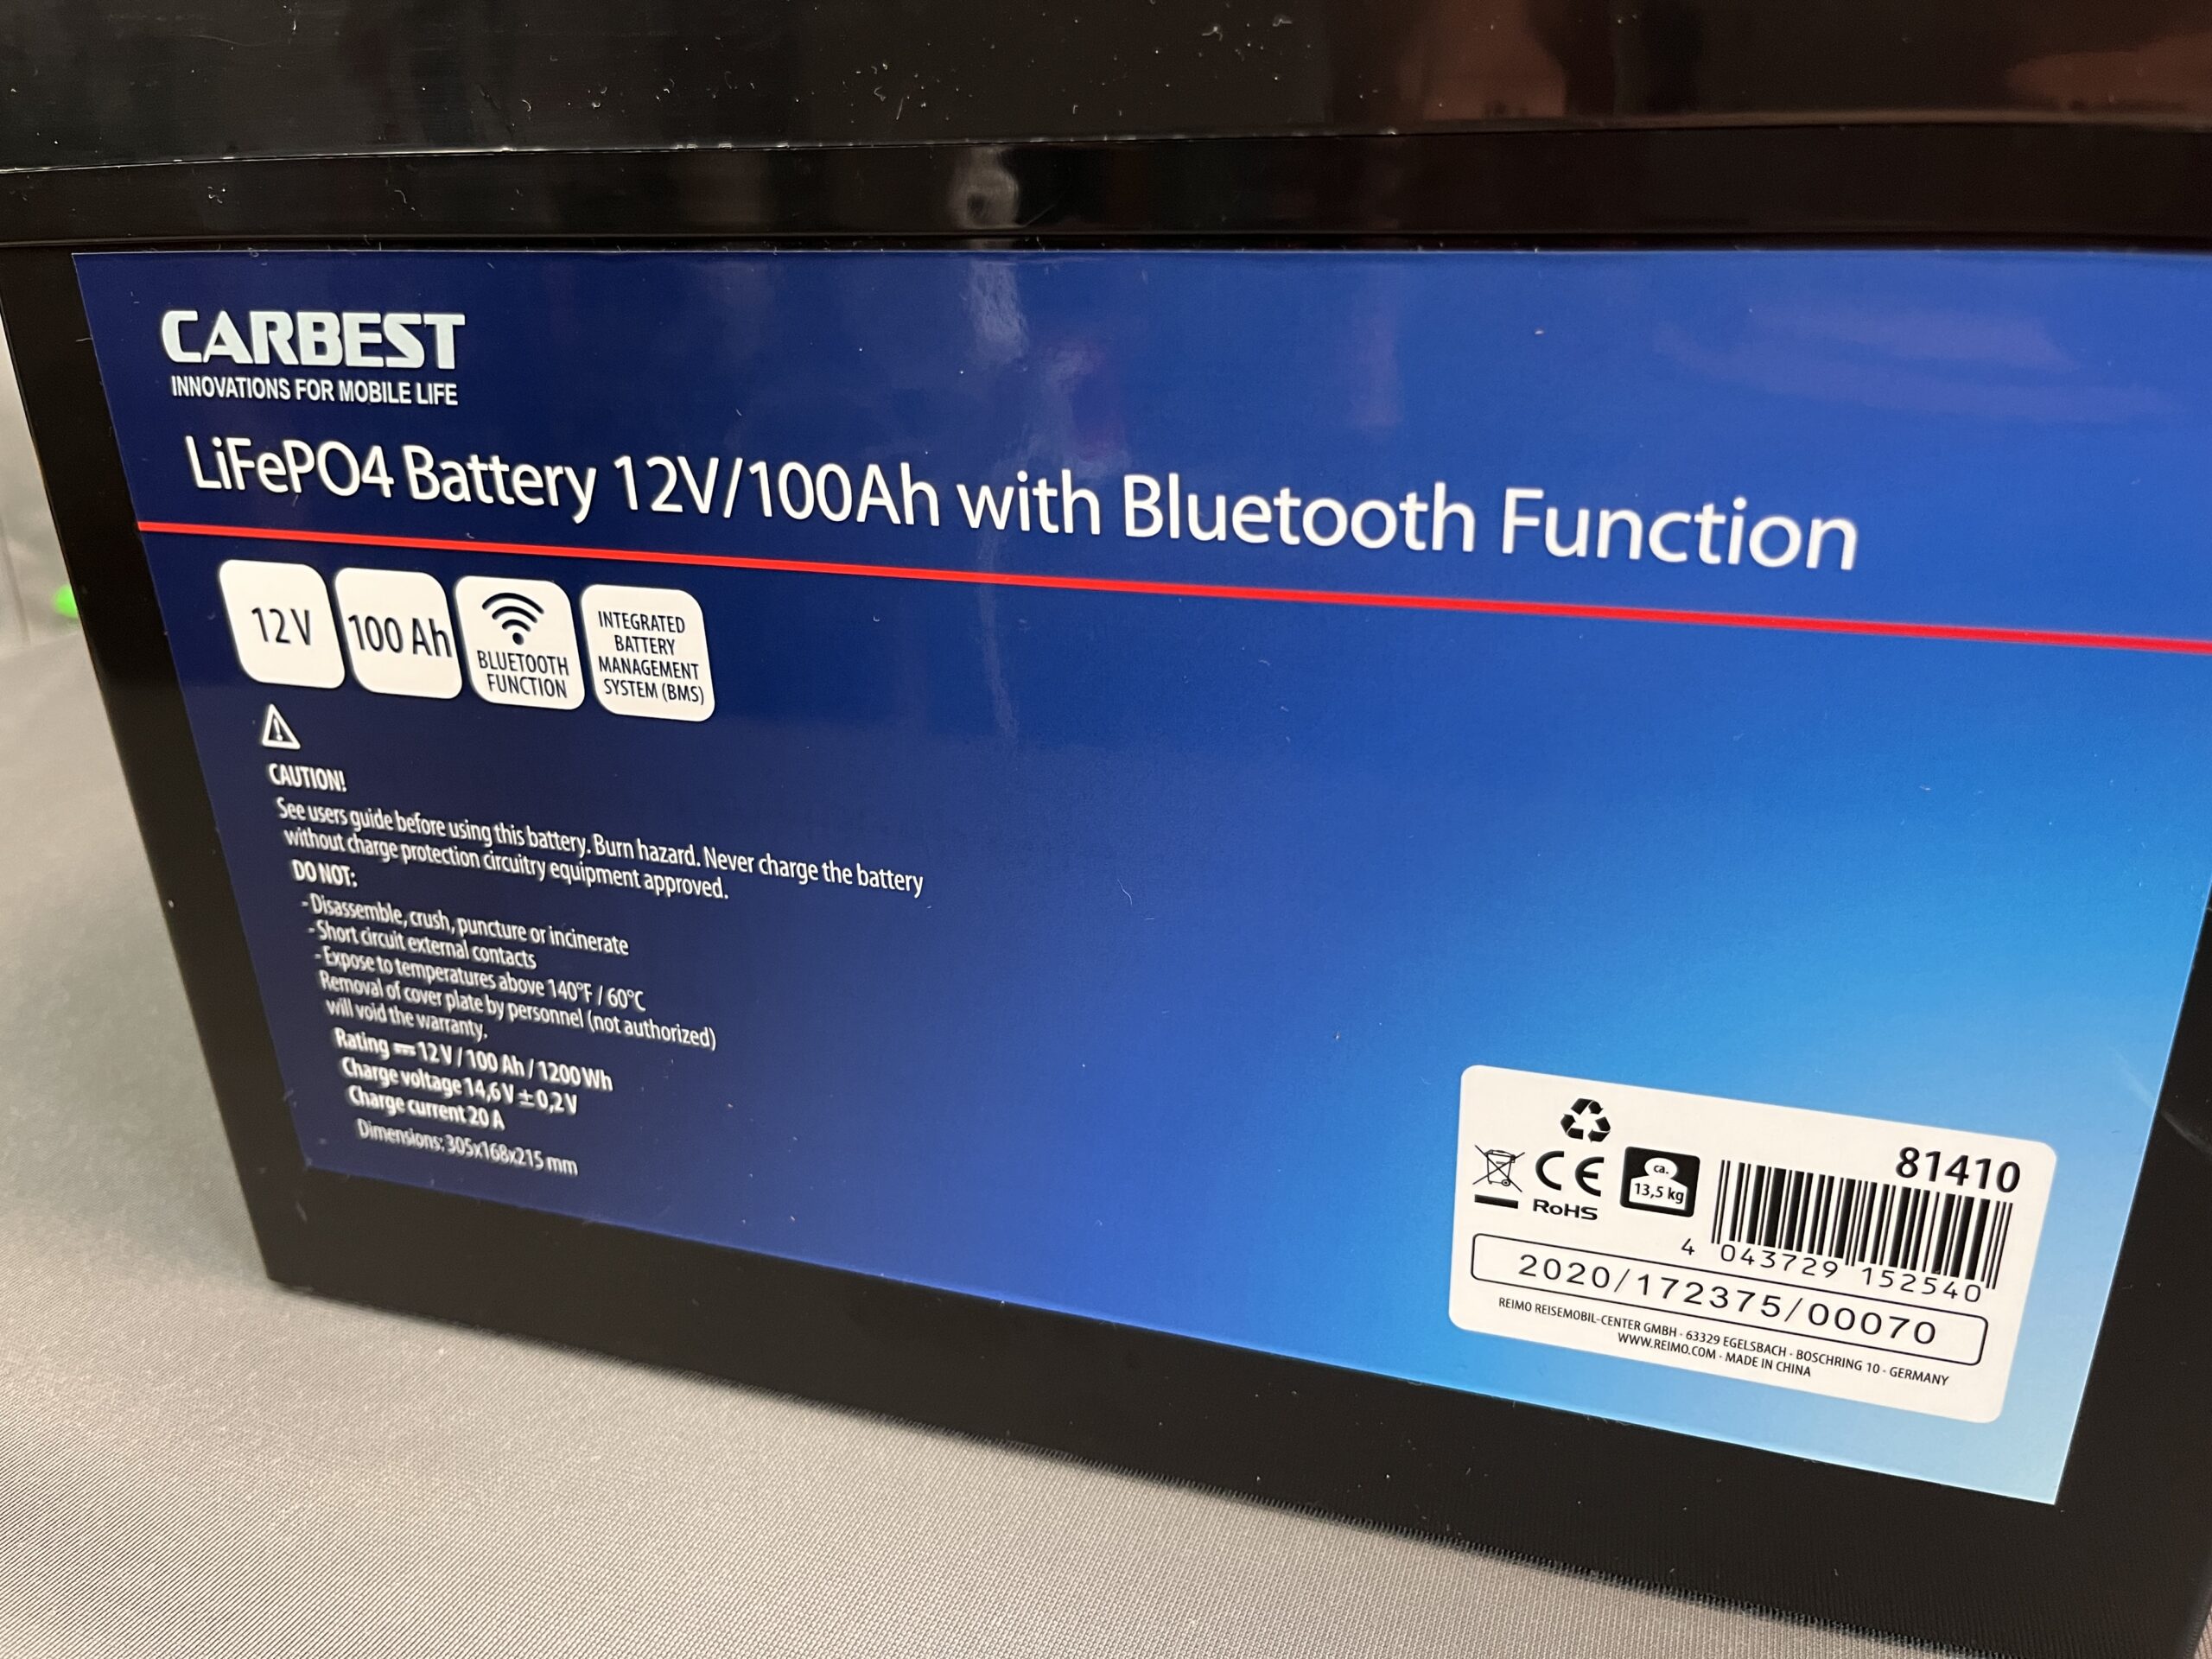 CARBEST
INNOVATIONS FOR MOBILE LIFE
LiFePO4 Battery 12V/100Ah with Bluetooth Function
12V
100 Ah
BLUETOOTH
FUNCTION
INTEGRATED
BATTERY
MANAGEMENT
SYSTEM (BMS)
CAUTION!
See users guide before using this battery. Burn hazard. Never charge the battery
without charge protection circuitry equipment approved.
DO NOT:
- Disassemble, crush, puncture or incinerate
- Short circuit external contacts
- Expose to temperatures above 140°F / 60°C
Removal of cover plate by personnel (not authorized)
will void the warranty.
Rating ⎓ 12V / 100 Ah / 1200 Wh
Charge voltage 14,6V ± 0,2V
Charge current 20 A
Dimensions: 305x168x215 mm
81410
CE
RoHS
ca.
13,5 kg
4 043729 152540
2020/172375/00070
REIMO REISEMOBIL-CENTER GMBH · 63329 EGELSBACH · BOSCHRING 10 · GERMANY
WWW.REIMO.COM · MADE IN CHINA